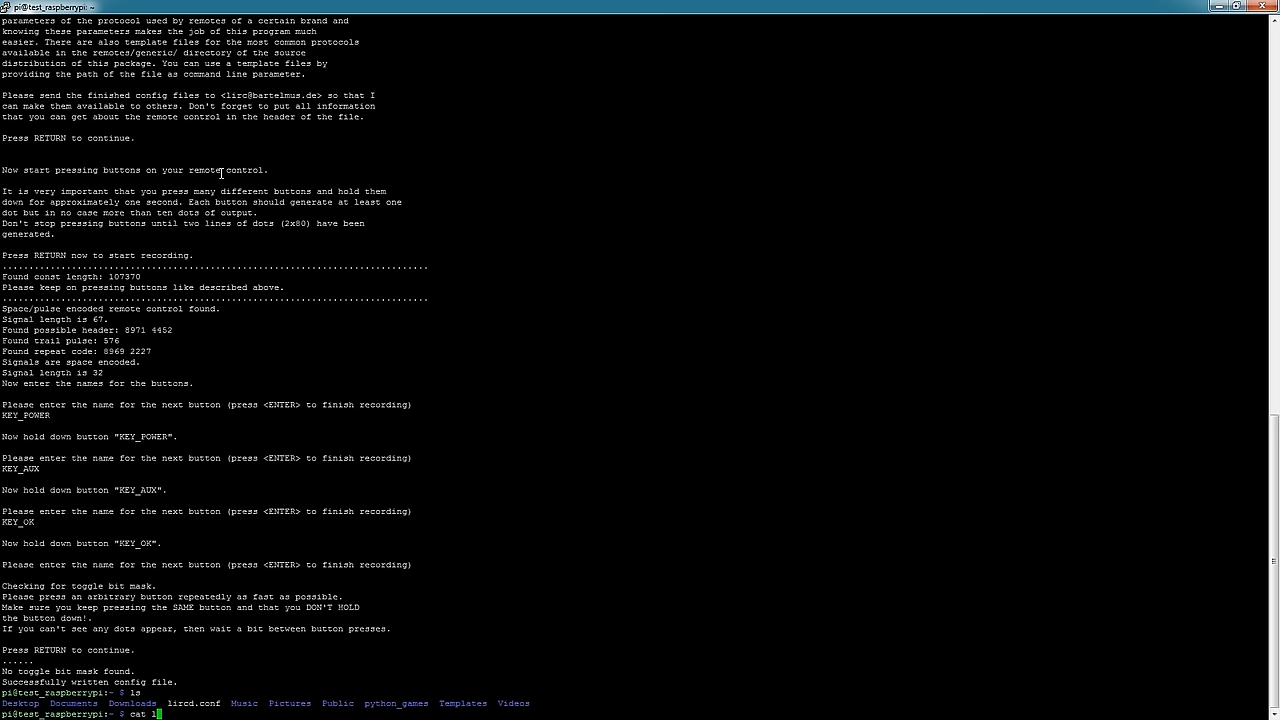 pi@test_raspberrypi: ~
parameters of the protocol used by remotes of a certain brand and
knowing these parameters makes the job of this program much
easier. There are also template files for the most common protocols
available in the remotes/generic/ directory of the source
distribution of this package. You can use a template files by
providing the path of the file as command line parameter.
Please send the finished config files to <lirc@bartelmus.de> so that I
can make them available to others. Don't forget to put all information
that you can get about the remote control in the header of the file.
Press RETURN to continue.
Now start pressing buttons on your remote control.
It is very important that you press many different buttons and hold them
down for approximately one second. Each button should generate at least one
dot but in no case more than ten dots of output.
Don't stop pressing buttons until two lines of dots (2x80) have been
generated.
Press RETURN now to start recording.
................................................................................
Found const length: 107370
Please keep on pressing buttons like described above.
................................................................................
Space/pulse encoded remote control found.
Signal length is 67.
Found possible header: 8971 4452
Found trail pulse: 576
Found repeat code: 8969 2227
Signals are space encoded.
Signal length is 32
Now enter the names for the buttons.
Please enter the name for the next button (press <ENTER> to finish recording)
KEY_POWER
Now hold down button "KEY_POWER".
Please enter the name for the next button (press <ENTER> to finish recording)
KEY_AUX
Now hold down button "KEY_AUX".
Please enter the name for the next button (press <ENTER> to finish recording)
KEY_OK
Now hold down button "KEY_OK".
Please enter the name for the next button (press <ENTER> to finish recording)
Checking for toggle bit mask.
Please press an arbitrary button repeatedly as fast as possible.
Make sure you keep pressing the SAME button and that you DON'T HOLD
the button down!.
If you can't see any dots appear, then wait a bit between button presses.
Press RETURN to continue.
......
No toggle bit mask found.
Successfully written config file.
pi@test_raspberrypi:~ $ ls
Desktop  Documents  Downloads  lircd.conf  Music  Pictures  Public  python_games  Templates  Videos
pi@test_raspberrypi:~ $ cat l